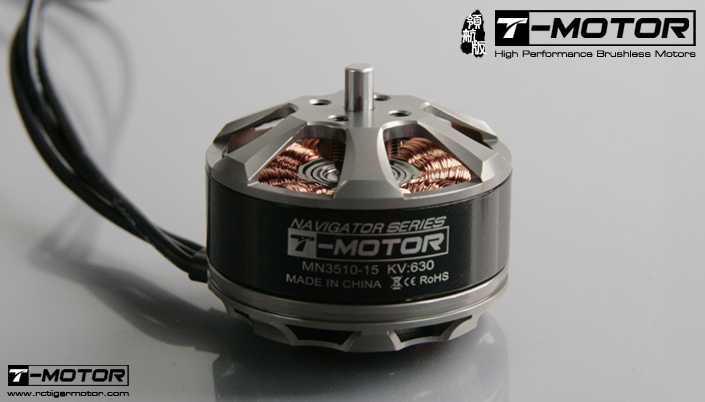 領航版
T-MOTOR
High Performance Brushless Motors
NAVIGATOR SERIES
T-MOTOR
MN3510-15 KV:630
MADE IN CHINA CE RoHS
T-MOTOR
www.rctigermotor.com